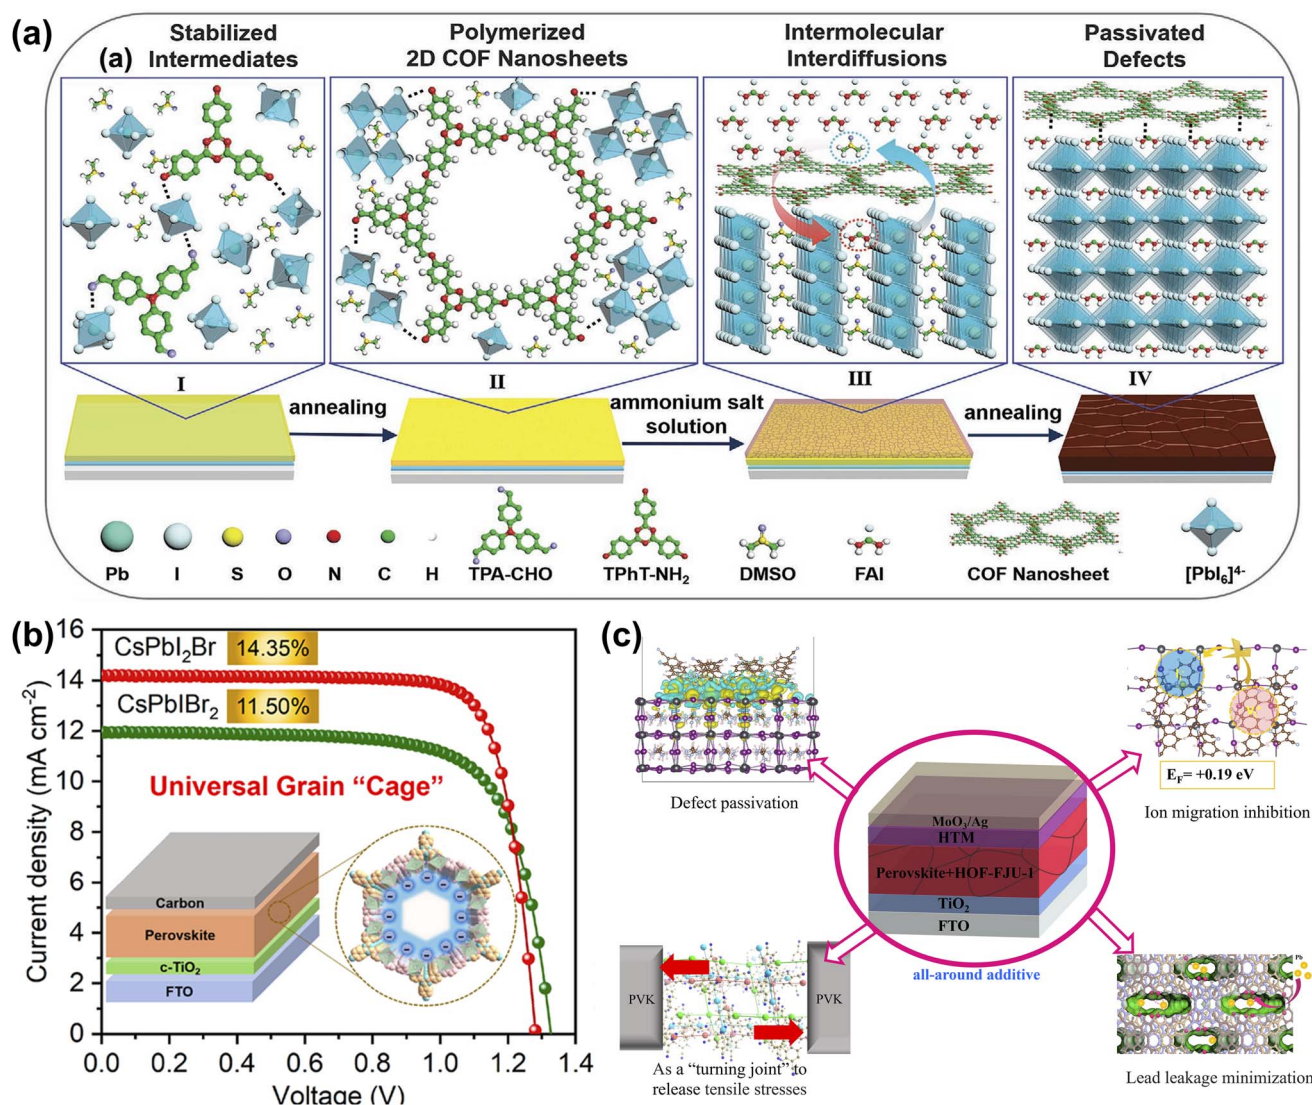 (a)
Stabilized
Intermediates
(a)
Polymerized
2D COF Nanosheets
Intermolecular
Interdiffusions
Passivated
Defects
I
II
III
IV
annealing
ammonium salt
solution
annealing
Pb
I
S
O
N
C
H
TPA-CHO
TPhT-NH₂
DMSO
FAI
COF Nanosheet
[PbI₆]⁴⁻
(b)
Current density (mA cm⁻²)
16
14
12
10
8
6
4
2
0
CsPbI₂Br 14.35%
CsPbIBr₂ 11.50%
Universal Grain “Cage”
Carbon
Perovskite
c-TiO₂
FTO
0.0 0.2 0.4 0.6 0.8 1.0 1.2 1.4
Voltage (V)
(c)
Defect passivation
E_F= +0.19 eV
Ion migration inhibition
MoO₃/Ag
HTM
Perovskite+HOF-FJU-1
TiO₂
FTO
all-around additive
PVK
PVK
As a “turning joint” to
release tensile stresses
Pb
Lead leakage minimization